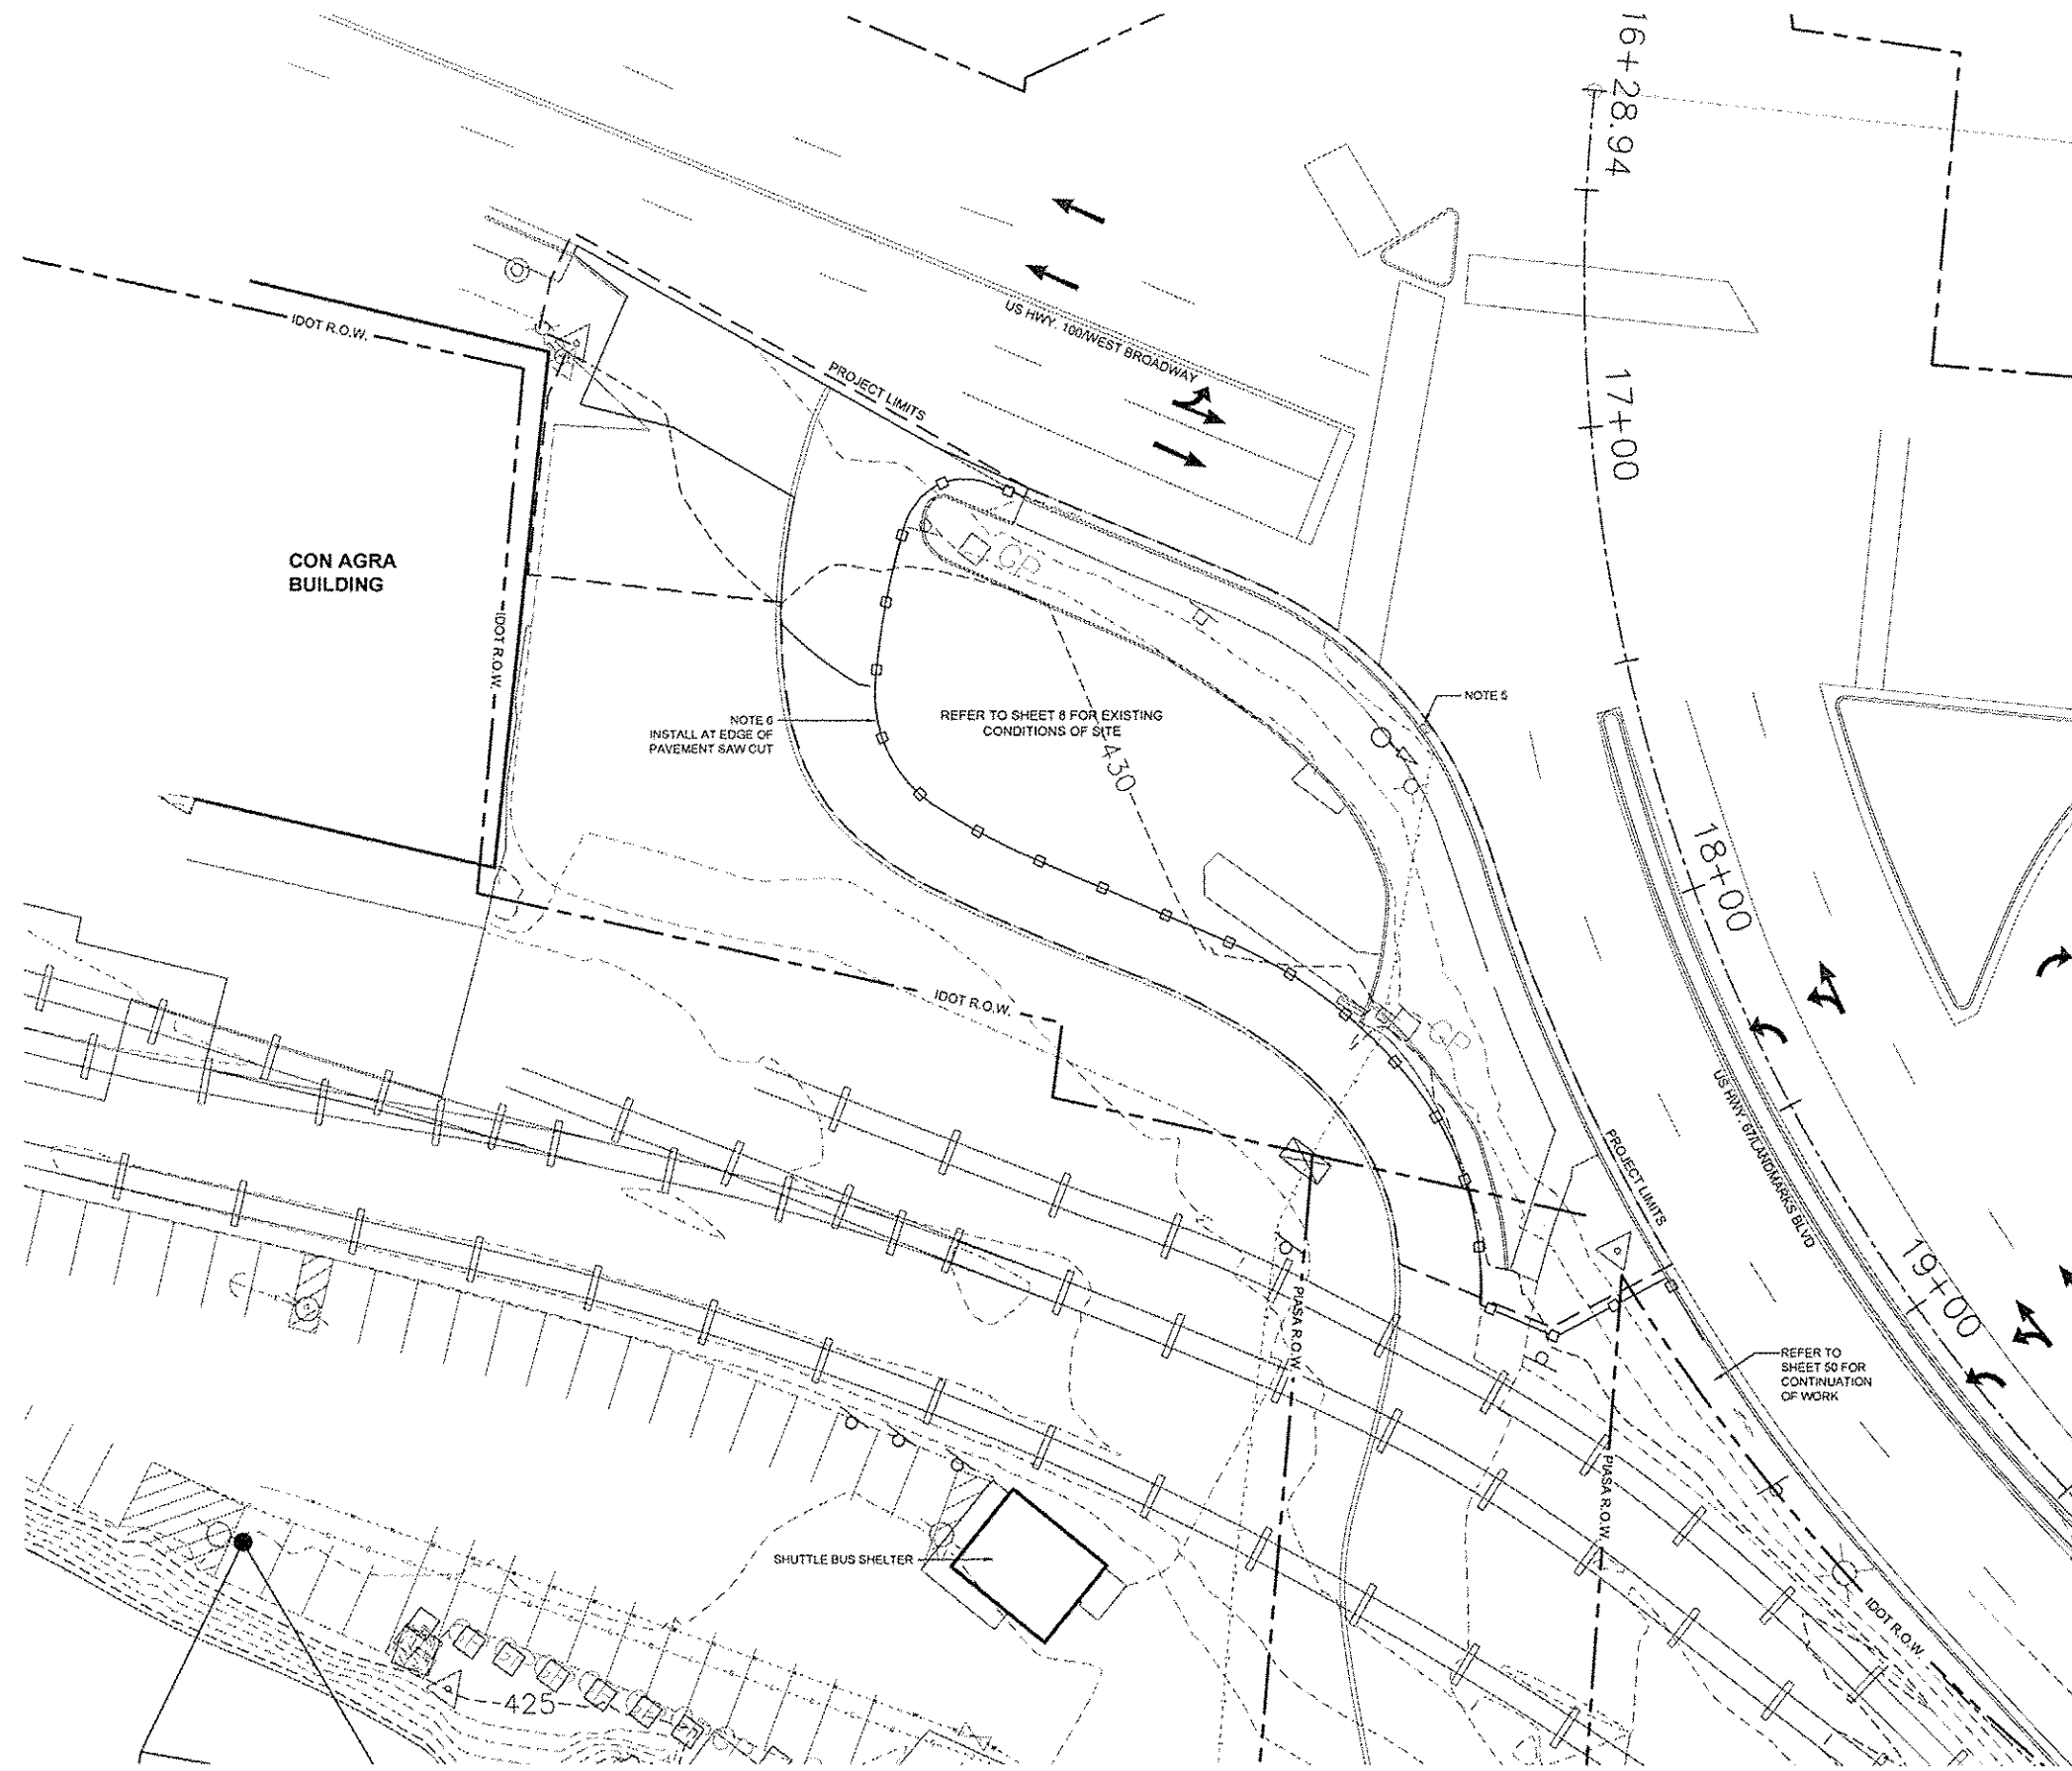 16+28.94
IDOT R.O.W.
US HWY. 100/WEST BROADWAY
PROJECT LIMITS
17+00
CON AGRA
BUILDING
IDOT R.O.W.
CP
NOTE 5
NOTE 6
INSTALL AT EDGE OF
PAVEMENT SAW CUT
REFER TO SHEET 6 FOR EXISTING
CONDITIONS OF SITE
430
18+00
IDOT R.O.W.
CP
US HWY. 67/LANDMARKS BLVD
PROJECT LIMITS
19+00
PIASA R.O.W.
REFER TO
SHEET 50 FOR
CONTINUATION
OF WORK
PIASA R.O.W.
SHUTTLE BUS SHELTER
IDOT R.O.W.
425